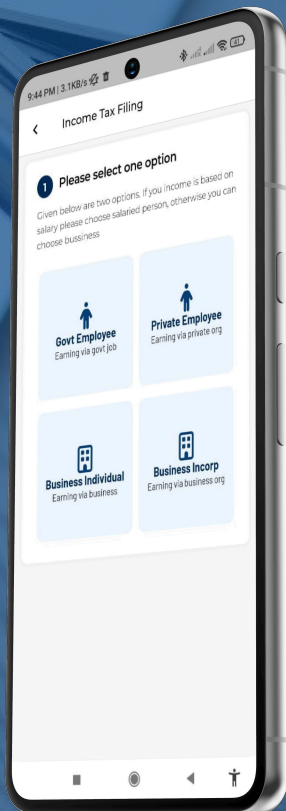 9:44 PM | 3.1KB/s
41
Income Tax Filing
1 Please select one option
Given below are two options. If you income is based on
salary please choose salaried person, otherwise you can
choose bussiness
Govt Employee
Earning via govt job
Private Employee
Earning via private org
Business Individual
Earning via business
Business Incorp
Earning via business org